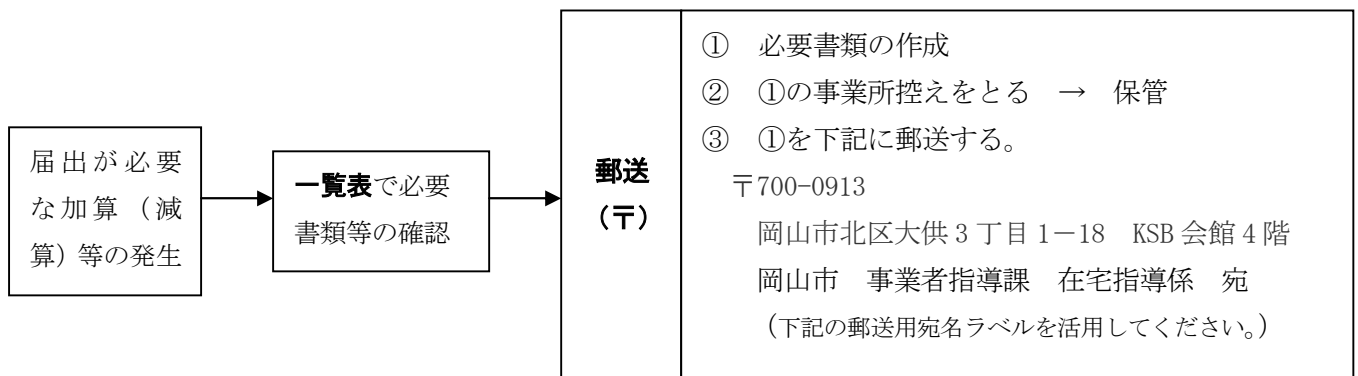 届出が必要
な加算（減
算）等の発生
一覧表で必要
書類等の確認
郵送
（〒）
①　必要書類の作成
②　①の事業所控えをとる　→　保管
③　①を下記に郵送する。
〒700-0913
岡山市北区大供3丁目1－18　KSB会館4階
岡山市　事業者指導課　在宅指導係　宛
（下記の郵送用宛名ラベルを活用してください。）